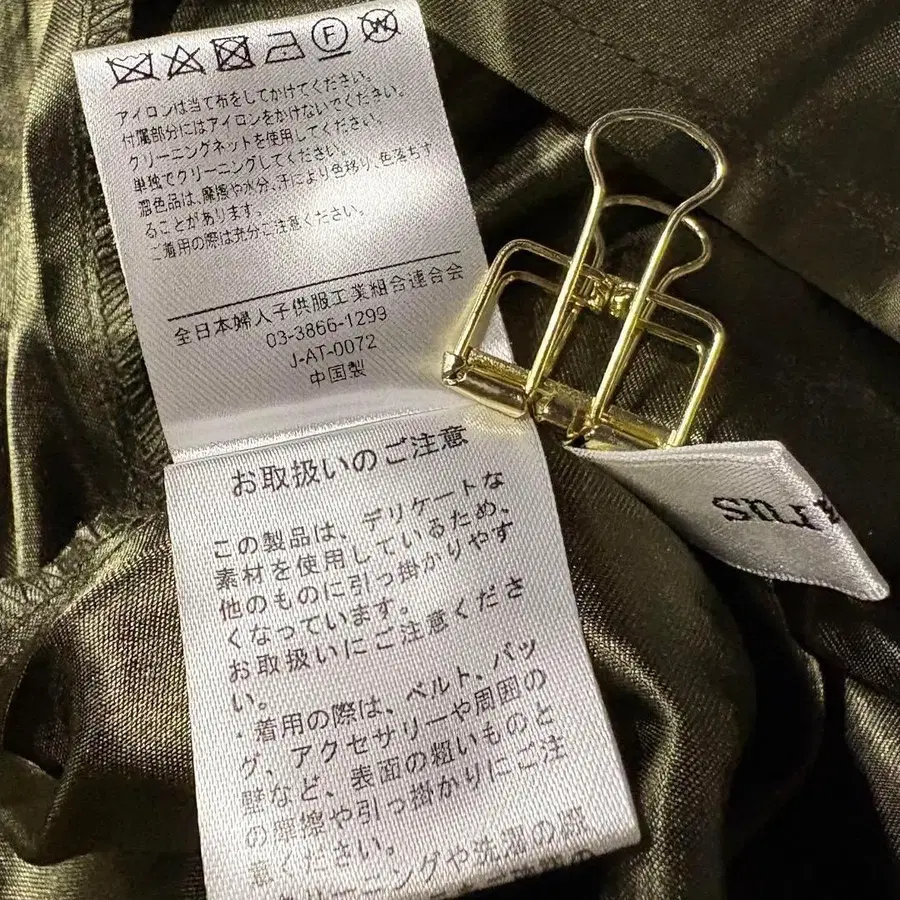 アイロンは当て布をしてかけてください。
付属部分にはアイロンをかけないでください。
クリーニングネットを使用してください。
単独でクリーニングしてください。
濃色品は、摩擦や水分、汗により色移り、色落ちす
ることがあります。
ご着用の際は充分ご注意ください。
全日本婦人子供服工業組合連合会
03-3866-1299
J-AT-0072
中国製
お取扱いのご注意
この製品は、デリケートな
素材を使用しているため、
他のものに引っ掛かりやす
くなっています。
お取扱いにご注意くださ
い。
・着用の際は、ベルト、バッ
グ、アクセサリーや周囲の
壁など、表面の粗いものと
の摩擦や引っ掛かりにご注
意ください。
クリーニングや洗濯の際